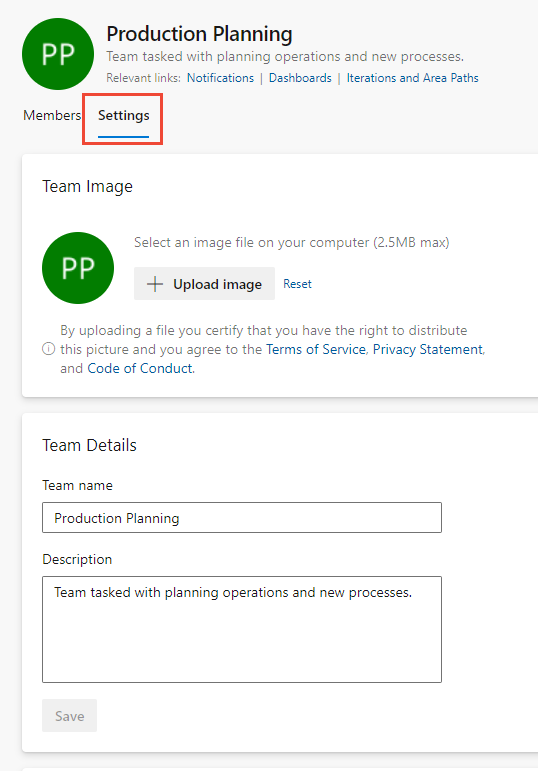 PP
Production Planning
Team tasked with planning operations and new processes.
Relevant links: Notifications | Dashboards | Iterations and Area Paths
Members Settings
Team Image
PP
Select an image file on your computer (2.5MB max)
Upload image Reset
By uploading a file you certify that you have the right to distribute
this picture and you agree to the Terms of Service, Privacy Statement,
and Code of Conduct.
Team Details
Team name
Production Planning
Description
Team tasked with planning operations and new processes.
Save